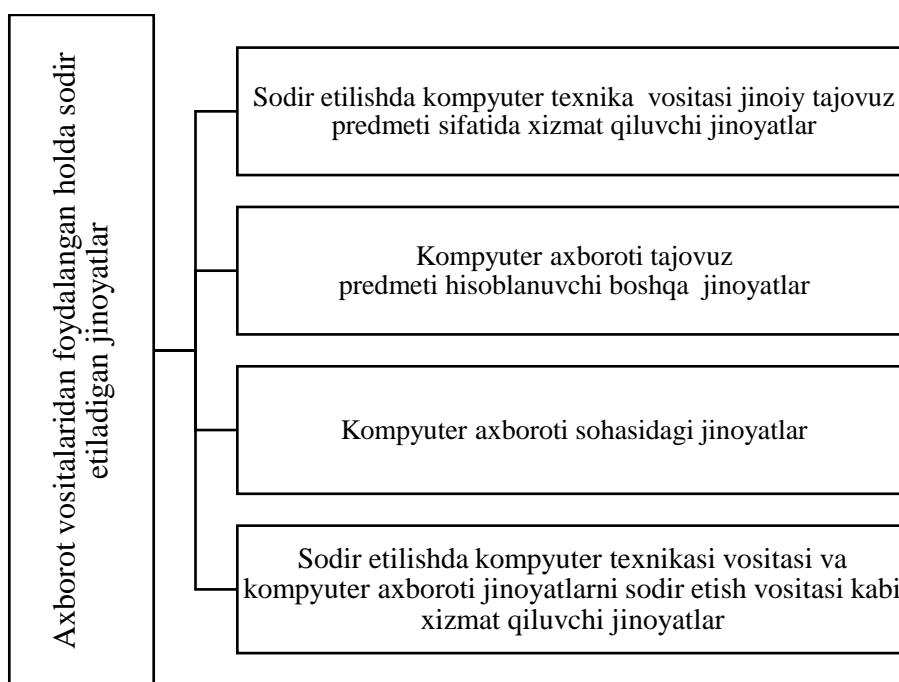 Axborot vositalaridan foydalangan holda sodir
etiladigan jinoyatlar
Sodir etilishda kompyuter texnika vositasi jinoiy tajovuz
predmeti sifatida xizmat qiluvchi jinoyatlar
Kompyuter axboroti tajovuz
predmeti hisoblanuvchi boshqa jinoyatlar
Kompyuter axboroti sohasidagi jinoyatlar
Sodir etilishda kompyuter texnikasi vositasi va
kompyuter axboroti jinoyatlarni sodir etish vositasi kabi
xizmat qiluvchi jinoyatlar